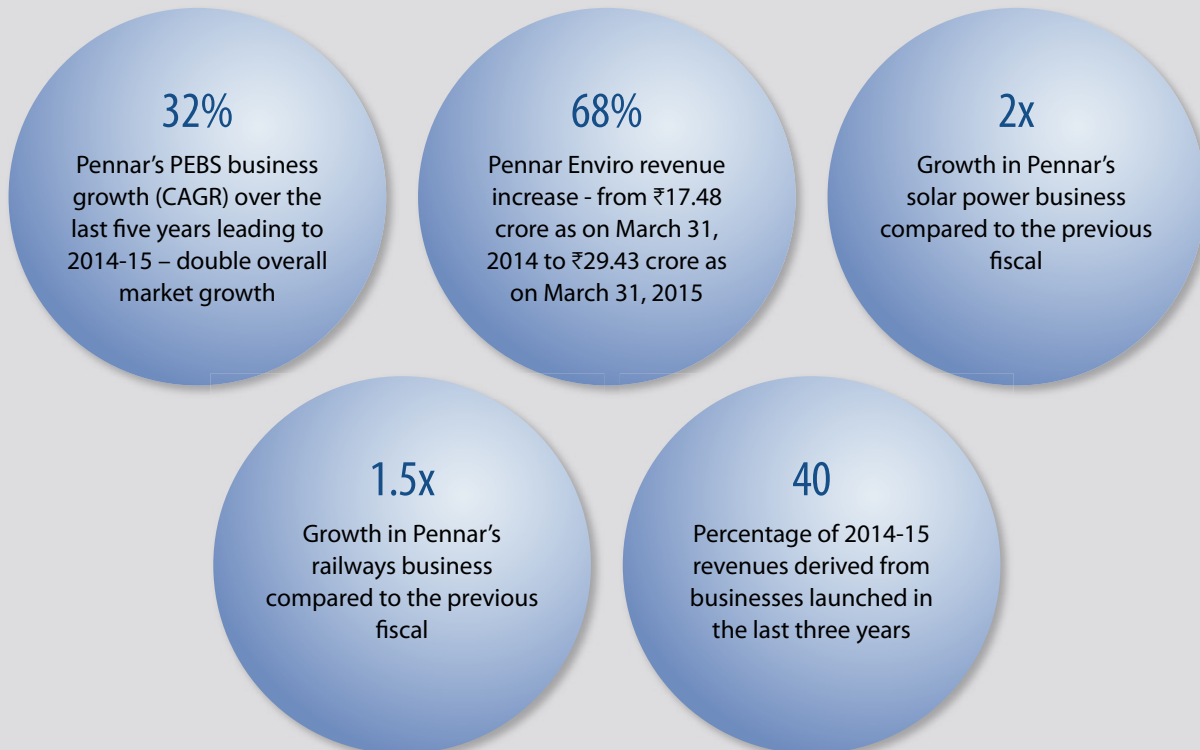 32%
Pennar’s PEBS business
growth (CAGR) over the
last five years leading to
2014-15 – double overall
market growth
68%
Pennar Enviro revenue
increase - from ₹17.48
crore as on March 31,
2014 to ₹29.43 crore as
on March 31, 2015
2x
Growth in Pennar’s
solar power business
compared to the previous
fiscal
1.5x
Growth in Pennar’s
railways business
compared to the previous
fiscal
40
Percentage of 2014-15
revenues derived from
businesses launched in
the last three years